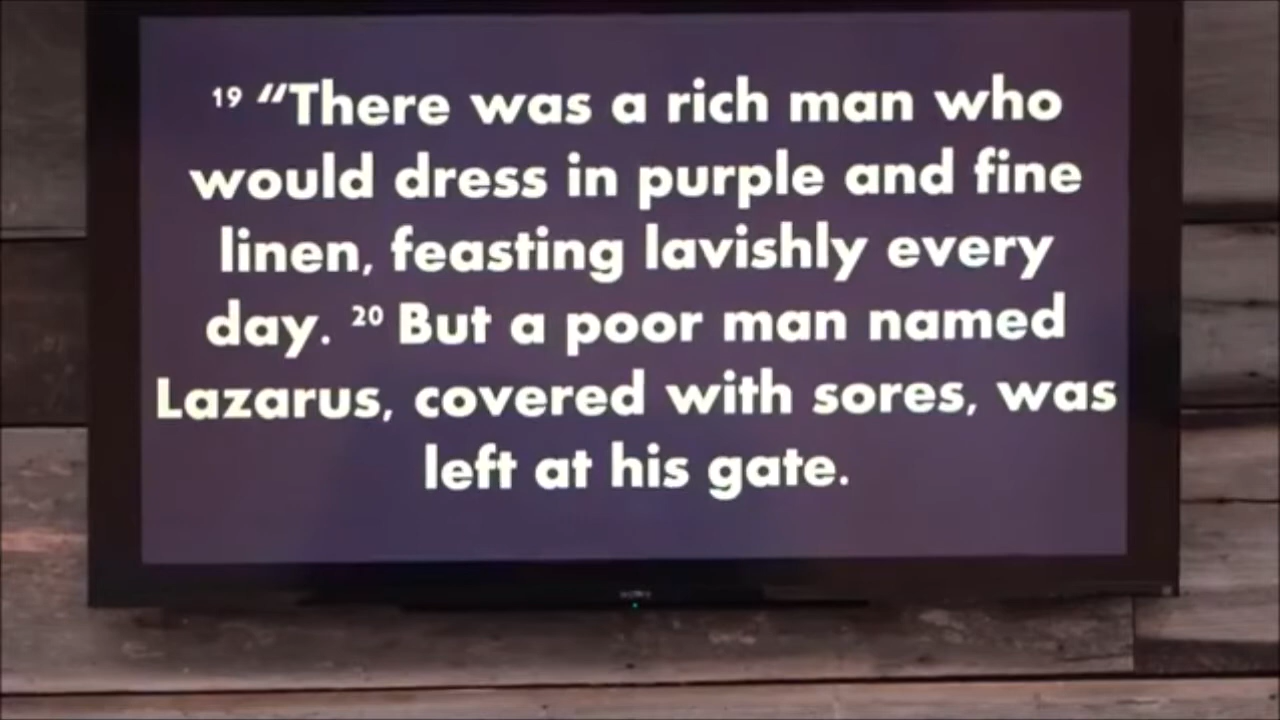 19 “There was a rich man who
would dress in purple and fine
linen, feasting lavishly every
day. 20 But a poor man named
Lazarus, covered with sores, was
left at his gate.
SONY